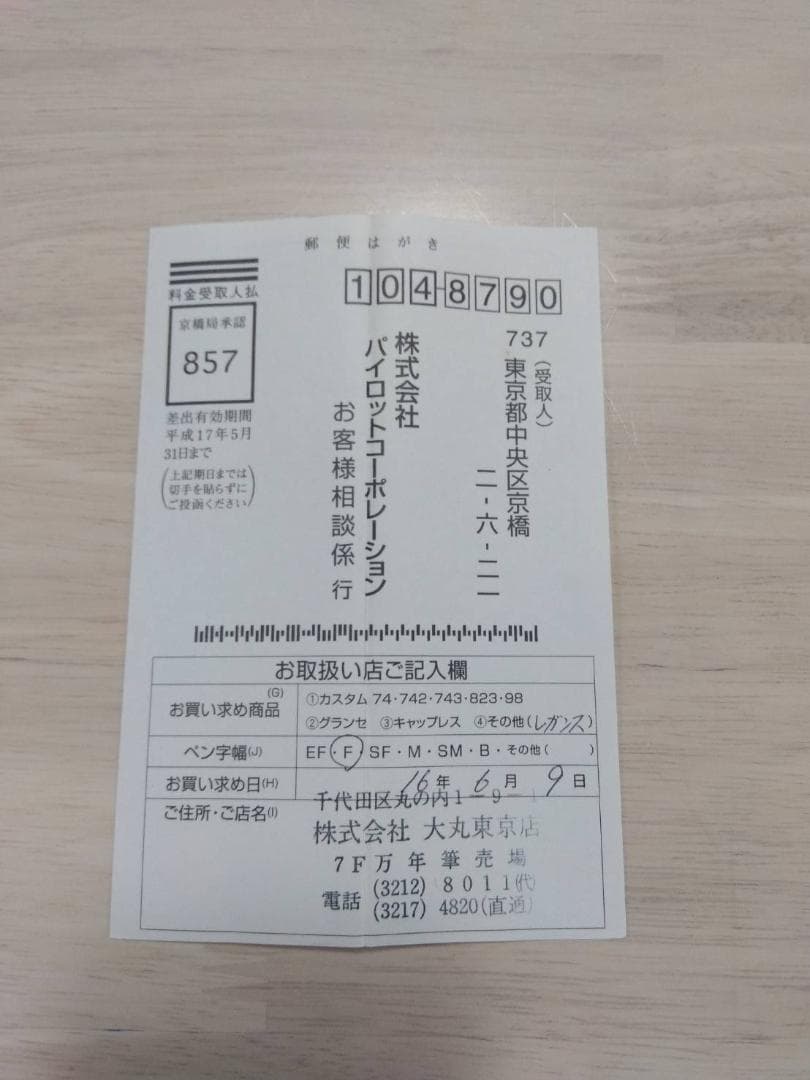 郵便はがき
料金受取人払
京橋局承認
857
差出有効期間
平成17年5月
31日まで
(上記期日までは
切手を貼らずに
ご投函ください)
1048790
737
(受取人)
東京都中央区京橋
二-六-二一
株式会社
パイロットコーポレーション
お客様相談係 行
お取扱い店ご記入欄
お買い求め商品(G)
①カスタム 74・742・743・823・98
②グランセ ③キャップレス ④その他(レガンス)
ペン字幅(J) EF・F・SF・M・SM・B・その他( )
お買い求め日(H) 16年 6月 9日
ご住所・ご店名(I)
千代田区丸の内1-9-1
株式会社 大丸東京店
7F万年筆売場
電話 (3212) 8011(代)
(3217) 4820(直通)